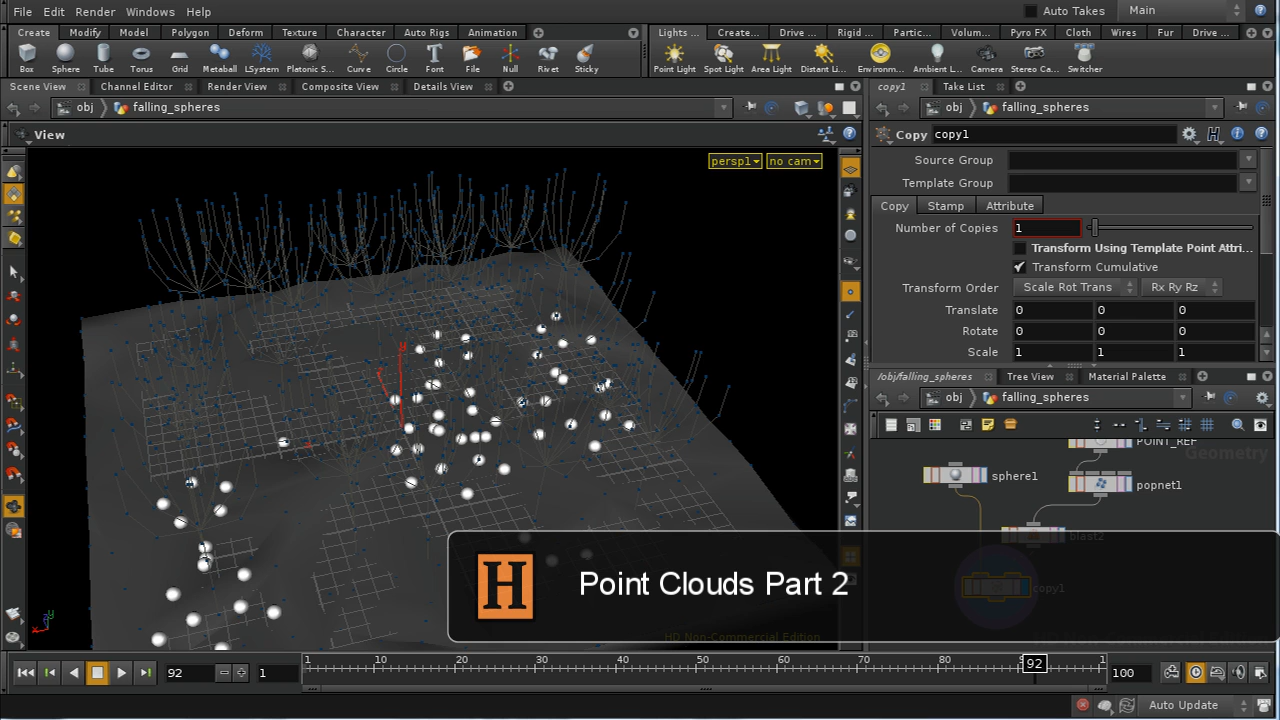 File Edit Render Windows Help Auto Takes Main
Create Modify Model Polygon Deform Texture Character Auto Rigs Animation Lights ... Create... Drive ... Rigid ... Partic... Volum... Pyro FX Cloth Wires Fur Drive ...
Box Sphere Tube Torus Grid Metaball LSystem Platonic S... Curve Circle Font File Null Rivet Sticky Point Light Spot Light Area Light Distant Li... Environm... Ambient L... Camera Stereo Ca... Switcher
Scene View Channel Editor Render View Composite View Details View copy1 Take List
obj falling_spheres obj falling_spheres
View Copy copy1
persp1 no cam
Source Group
Template Group
Copy Stamp Attribute
Number of Copies 1
Transform Using Template Point Attri...
Transform Cumulative
Transform Order Scale Rot Trans Rx Ry Rz
Translate 0 0 0
Rotate 0 0 0
Scale 1 1 1
/obj/falling_spheres Tree View Material Palette
obj falling_spheres
POINT_REF
Geometry
sphere1
popnet1
blast2
copy1
H Point Clouds Part 2
HD Non-Commercial Edition
y
x
92 1 1 10 20 30 40 50 60 70 80 92 1 100
Auto Update